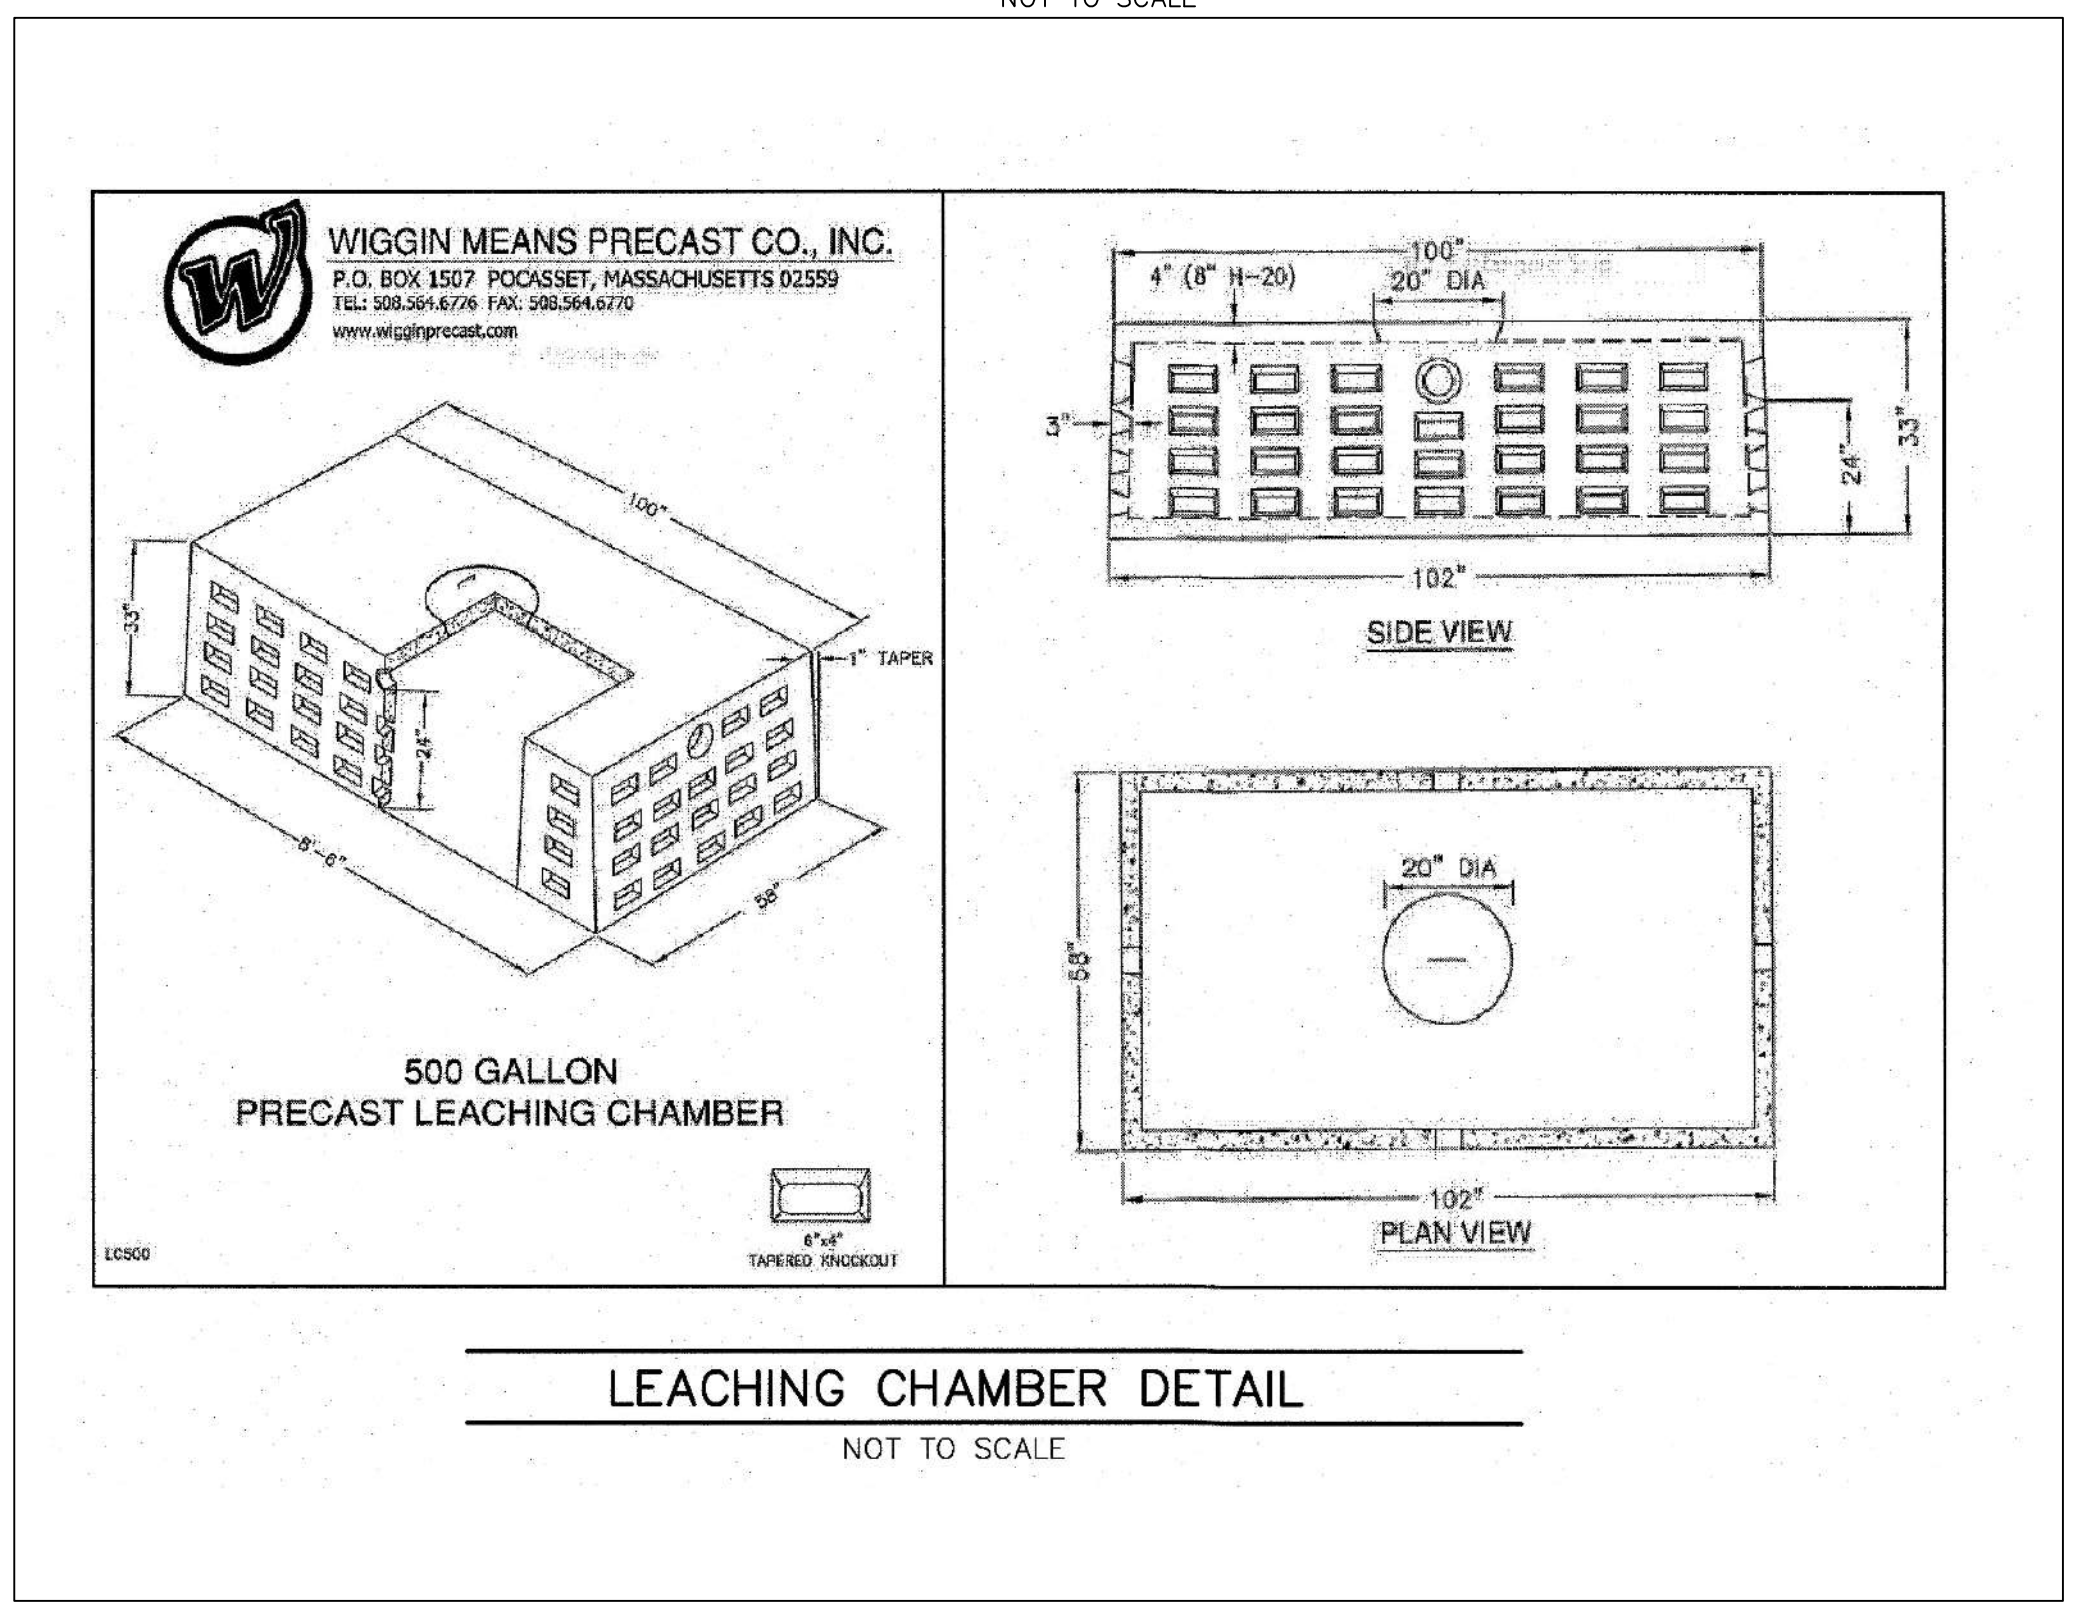 NOT TO SCALE
WIGGIN MEANS PRECAST CO., INC.
P.O. BOX 1507 POCASSET, MASSACHUSETTS 02559
TEL: 508.564.6776 FAX: 508.564.6770
www.wigginprecast.com
100"
33"
1" TAPER
24"
8'-6"
58"
500 GALLON
PRECAST LEACHING CHAMBER
6"x4"
TAPERED KNOCKOUT
LC500
100"
4" (8" H-20)
20" DIA
3"
24"
33"
102"
SIDE VIEW
20" DIA
58"
102"
PLAN VIEW
LEACHING CHAMBER DETAIL
NOT TO SCALE